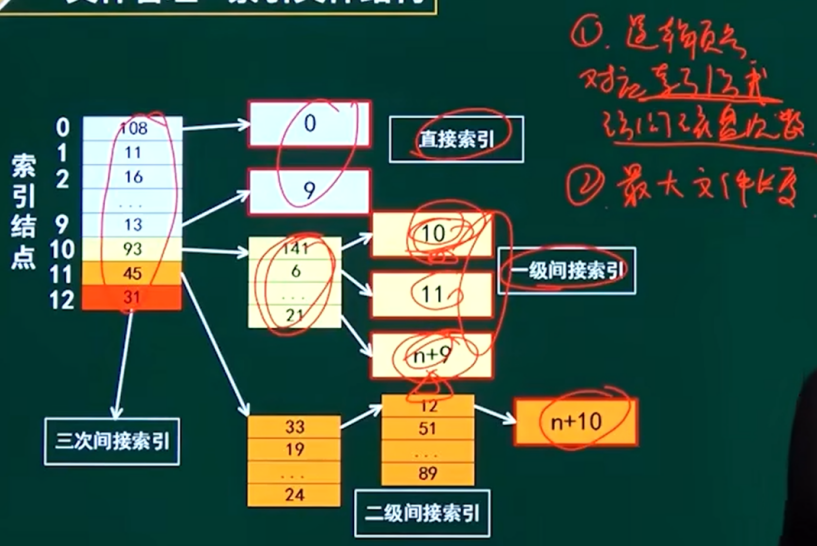 索引结点
0
1
2
9
10
11
12
108
11
16
...
13
93
45
31
0
9
直接索引
141
6
...
21
10
11
n+9
一级间接索引
三次间接索引
33
19
...
24
12
51
...
89
n+10
二级间接索引
①.逻辑页号
对应索引
访问磁盘次数
②最大文件长度